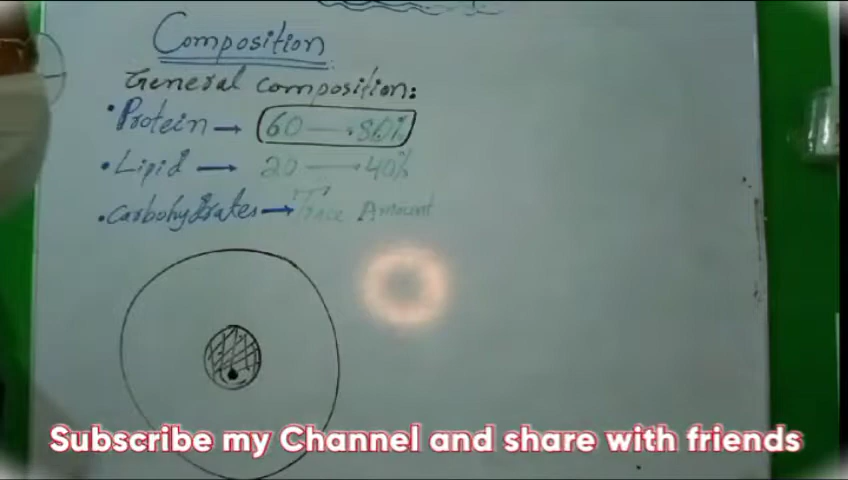 Composition
General composition:
• Protein → 60 → 80%
• Lipid → 20 → 40%
• Carbohydrates → Trace Amount
Subscribe my Channel and share with friends